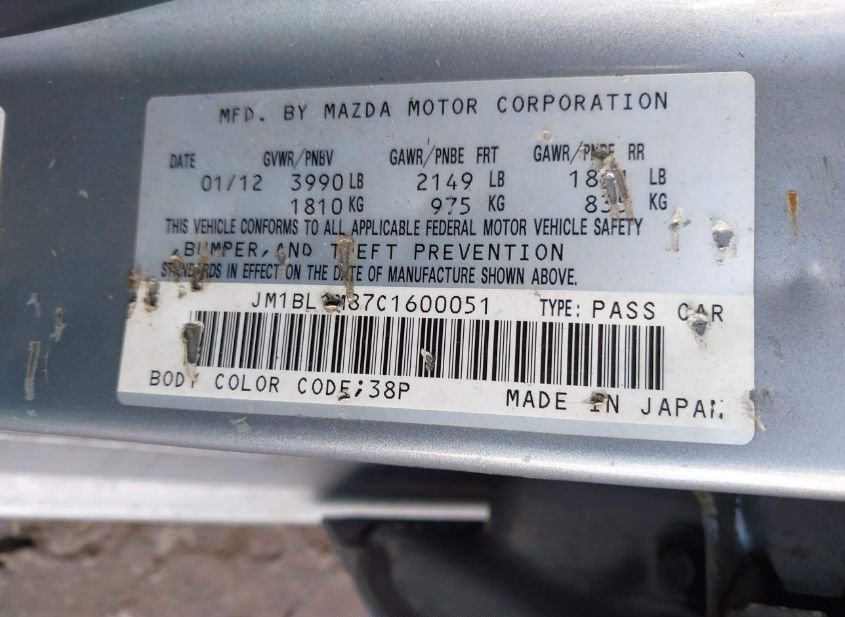 MFD. BY MAZDA MOTOR CORPORATION
DATE GVWR/PNBV GAWR/PNBE FRT GAWR/PNBE RR
01/12 3990 LB 2149 LB LB
1810 KG 975 KG KG
THIS VEHICLE CONFORMS TO ALL APPLICABLE FEDERAL MOTOR VEHICLE SAFETY
,BUMPER,AND THEFT PREVENTION
STANDARDS IN EFFECT ON THE DATE OF MANUFACTURE SHOWN ABOVE.
TYPE: PASS CAR
BODY COLOR CODE;38P MADE IN JAPAN